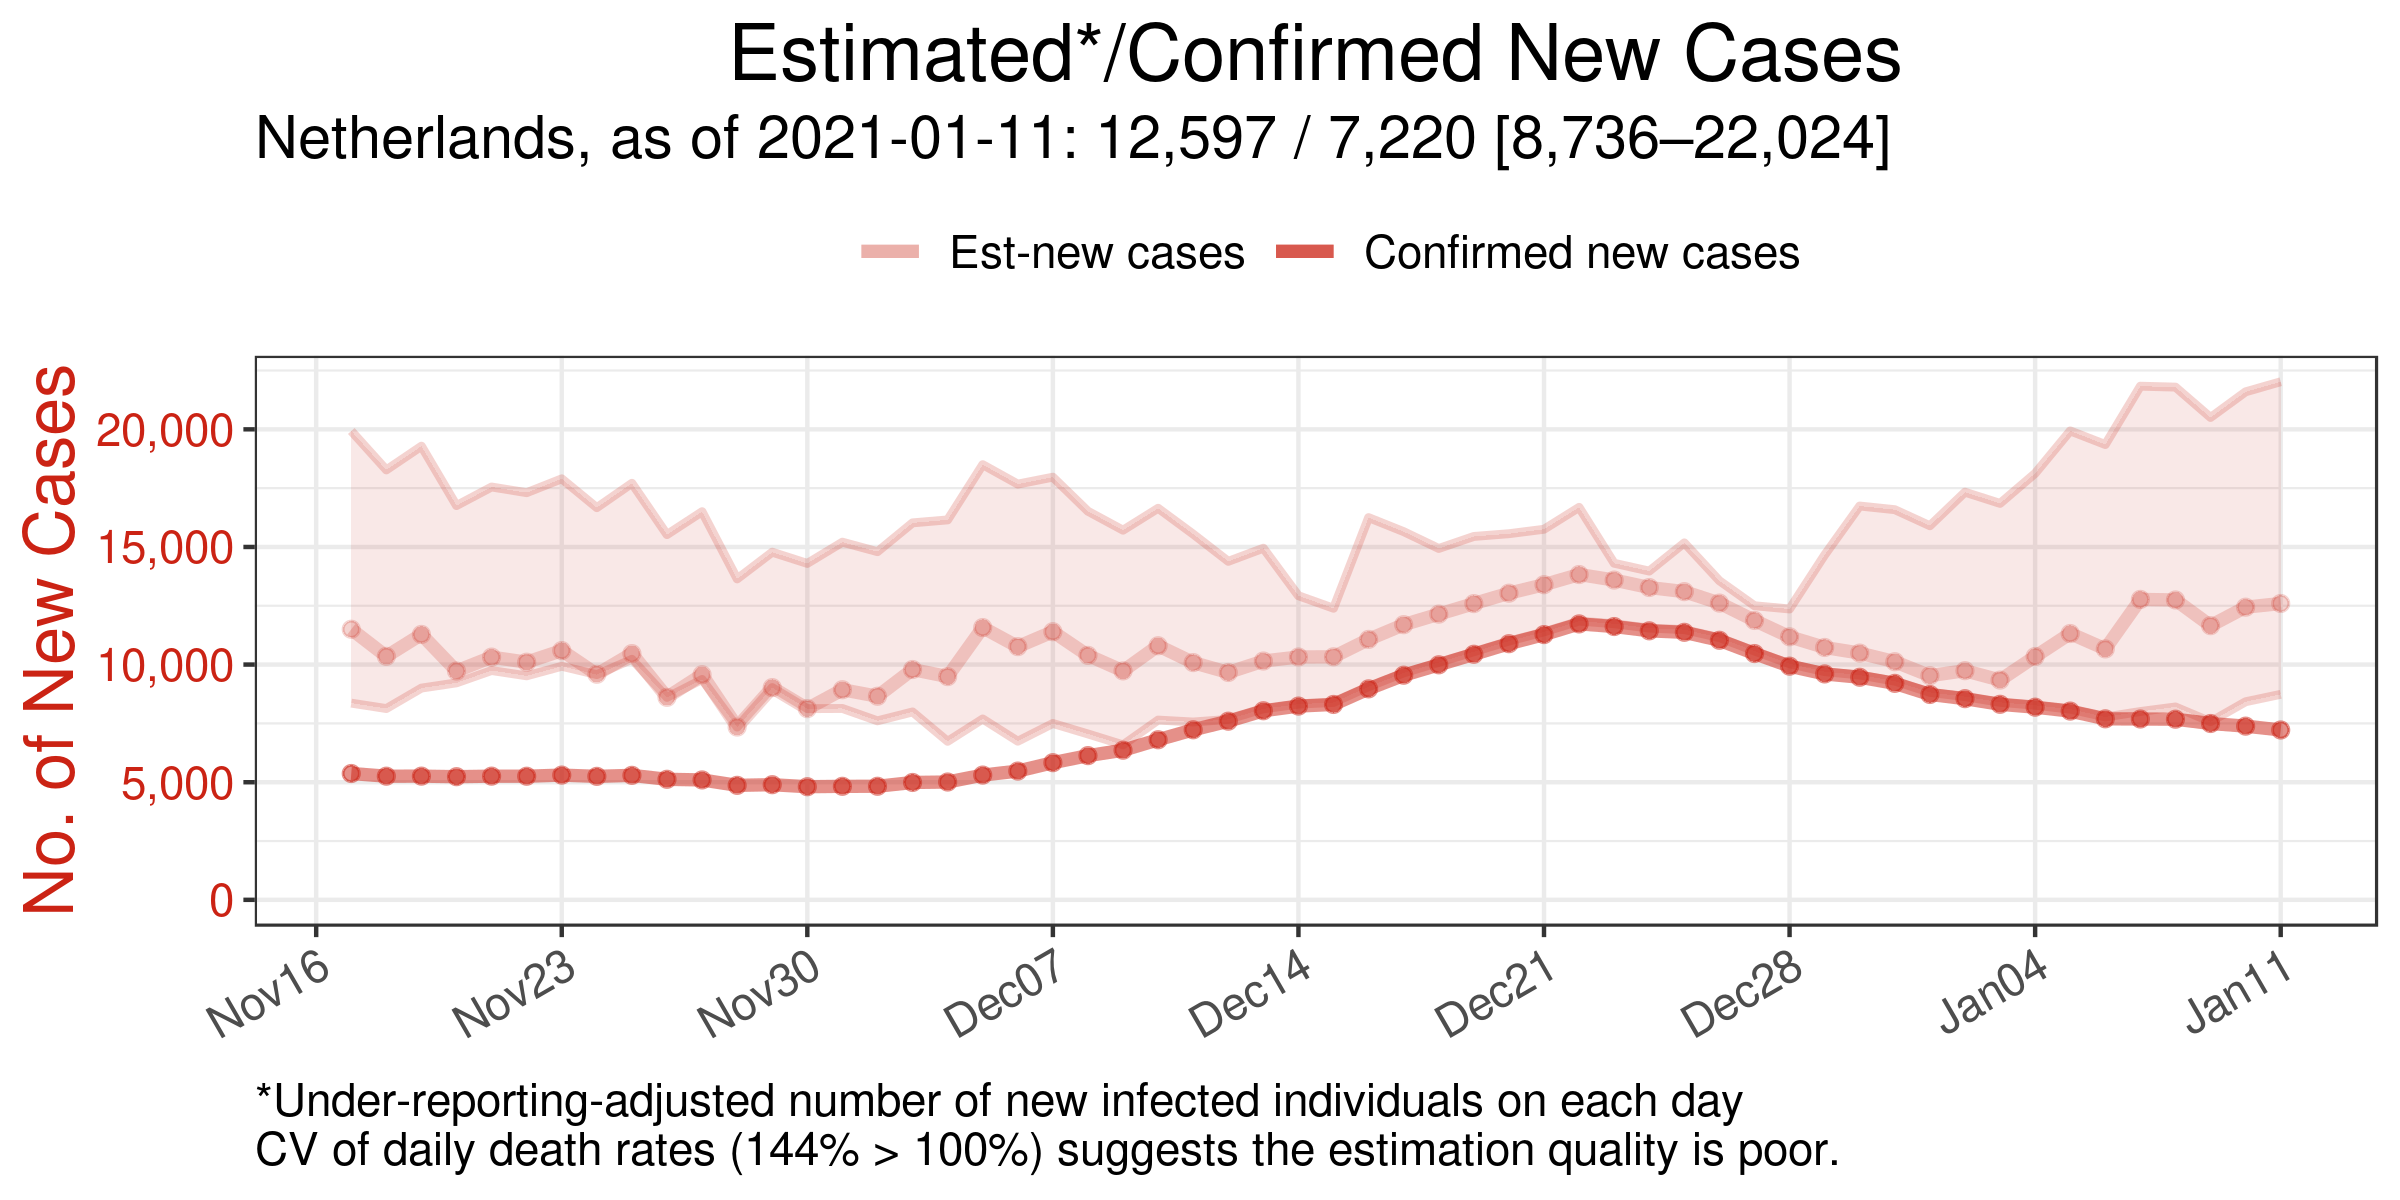 Estimated*/Confirmed New Cases
Netherlands, as of 2021-01-11: 12,597 / 7,220 [8,736–22,024]
Est-new cases
Confirmed new cases
No. of New Cases
20,000
15,000
10,000
5,000
0
Nov16
Nov23
Nov30
Dec07
Dec14
Dec21
Dec28
Jan04
Jan11
*Under-reporting-adjusted number of new infected individuals on each day
CV of daily death rates (144% > 100%) suggests the estimation quality is poor.